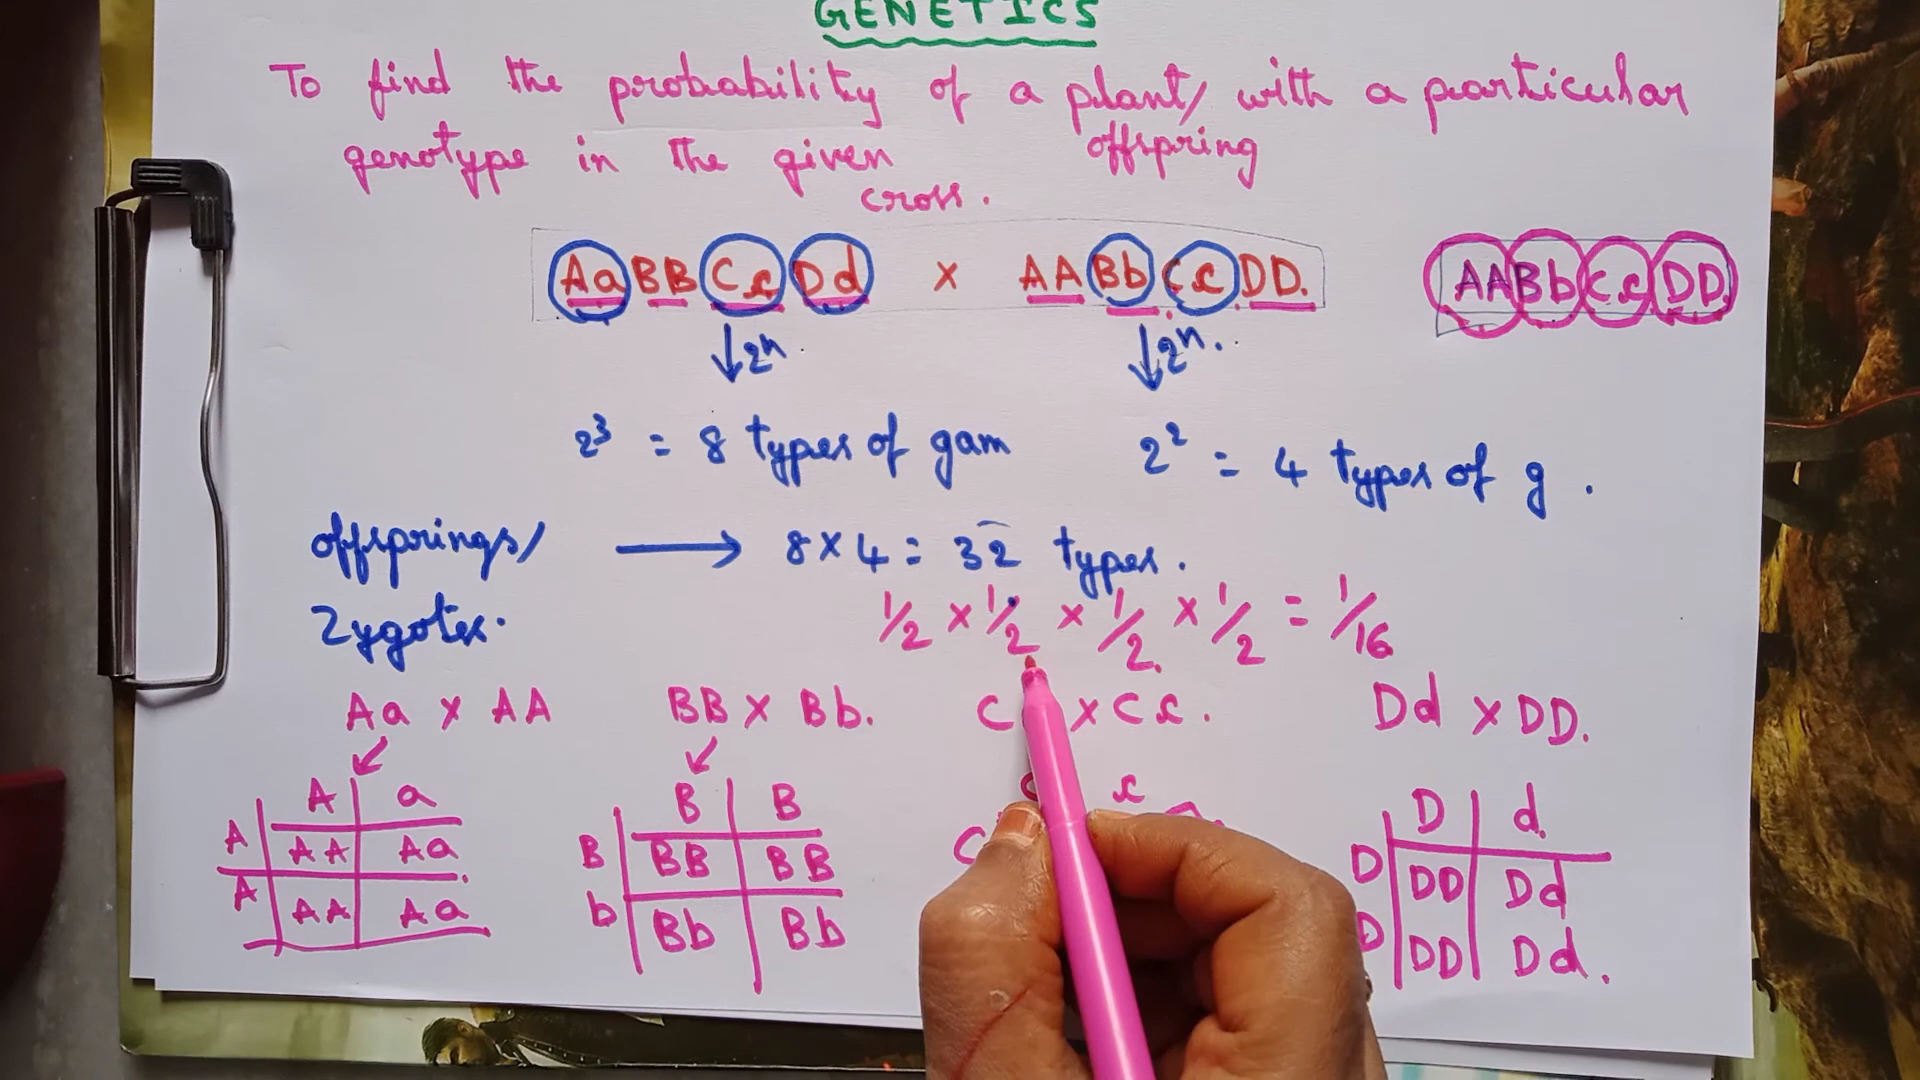 GENETICS
To find the probability of a plant/ with a particular
offspring
genotype in the given
cross.
AaBBCcDd x AABbCcDD. AABbCcDD
↓2ⁿ. ↓2ⁿ.
2³ = 8 types of gam 2² = 4 types of g.
offsprings/ → 8×4 = 32 types.
Zygotes.
1/2 × 1/2 × 1/2 × 1/2 = 1/16
Aa x AA BB x Bb. C x Cc. Dd x DD.
A a B B c D d.
A AA Aa B BB BB C D DD Dd
A AA Aa b Bb Bb D DD Dd.